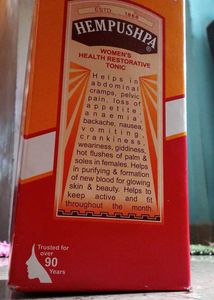 ESTD. 1864
HEMPUSHPA®
WOMEN'S
HEALTH RESTORATIVE
TONIC
Helps in
abdominal
cramps, pelvic
pain, loss of
appetite
anaemia,
backache, nausea,
vomiting,
crankiness
weariness, giddiness,
hot flushes of palm &
soles in females. Helps
in purifying & formation
of new blood for glowing
skin & beauty. Helps to
keep active and fit
throughout the month
Trusted for
over
90
Years